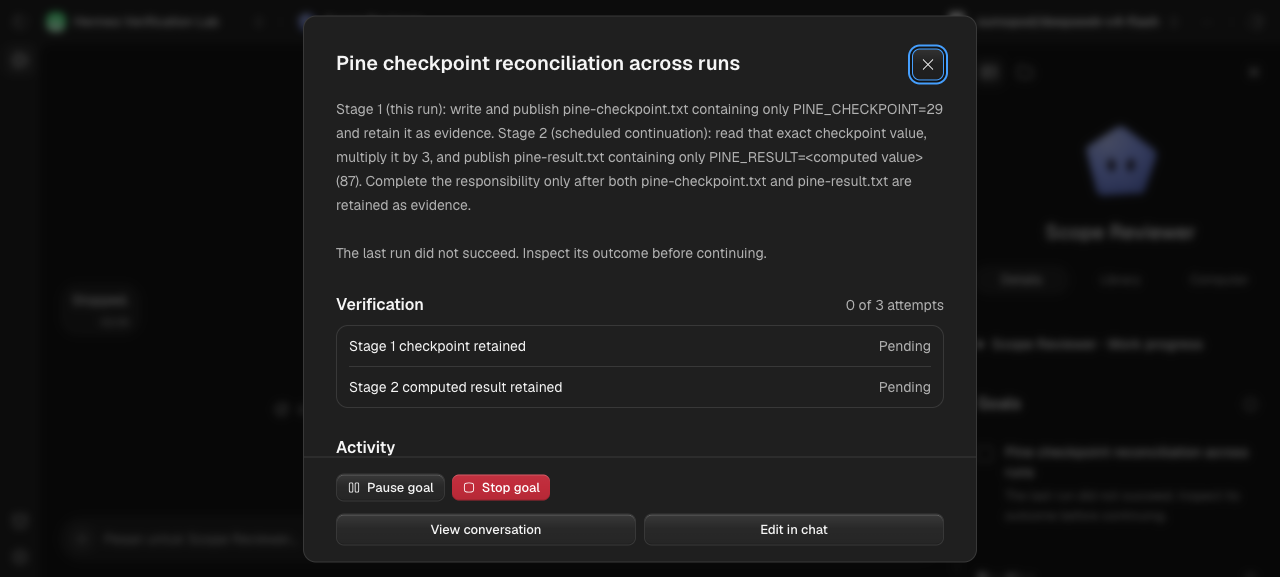 Pine checkpoint reconciliation across runs
Stage 1 (this run): write and publish pine-checkpoint.txt containing only PINE_CHECKPOINT=29
and retain it as evidence. Stage 2 (scheduled continuation): read that exact checkpoint value,
multiply it by 3, and publish pine-result.txt containing only PINE_RESULT=<computed value>
(87). Complete the responsibility only after both pine-checkpoint.txt and pine-result.txt are
retained as evidence.
The last run did not succeed. Inspect its outcome before continuing.
Verification
0 of 3 attempts
Stage 1 checkpoint retained
Pending
Stage 2 computed result retained
Pending
Activity
Pause goal
Stop goal
View conversation
Edit in chat
Scope Reviewer
Goals